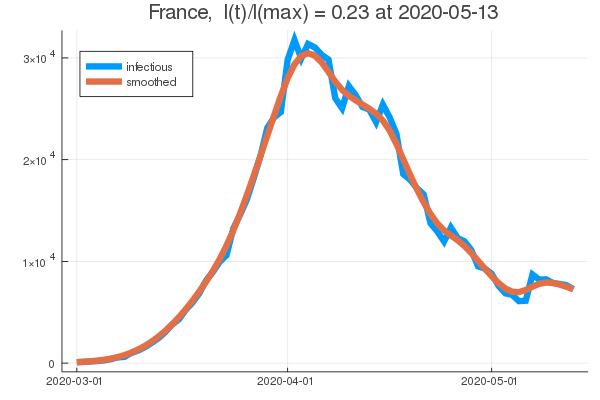 France, I(t)/I(max) = 0.23 at 2020-05-13
infectious
smoothed
3×10 4
2×10 4
1×10 4
0
2020-03-01 2020-04-01 2020-05-01